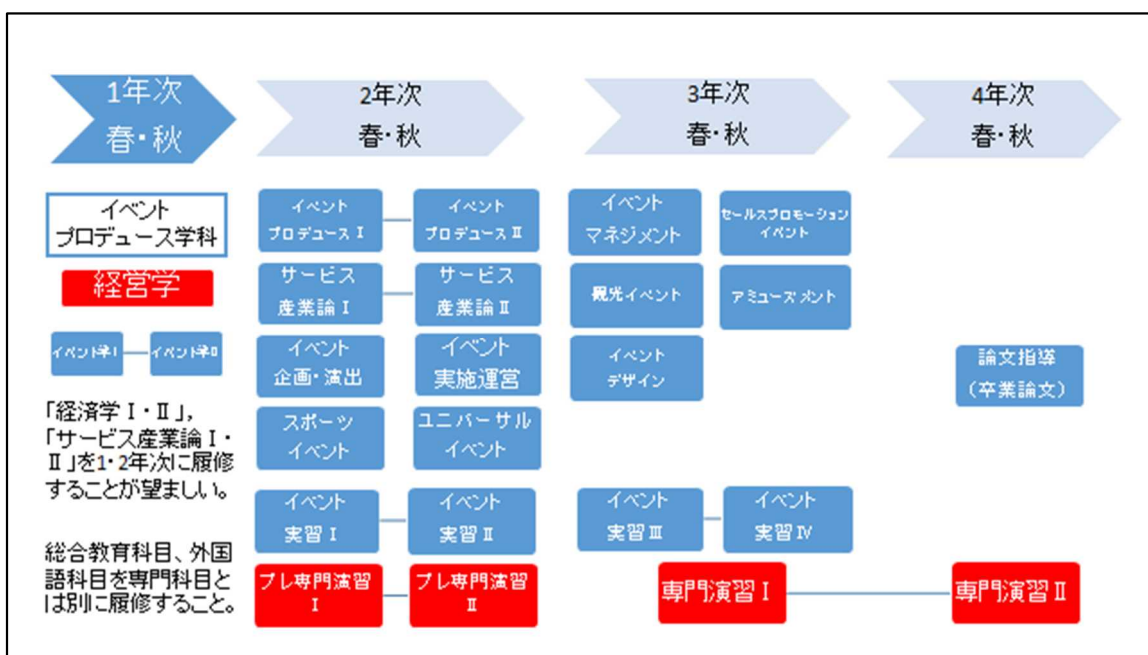 1年次
春・秋
2年次
春・秋
3年次
春・秋
4年次
春・秋
イベント
プロデュース学科
経営学
イベント学Ⅰ
イベント学Ⅱ
「経済学Ⅰ・Ⅱ」,
「サービス産業論Ⅰ・
Ⅱ」を1・2年次に履修
することが望ましい。
総合教育科目、外国
語科目を専門科目と
は別に履修すること。
イベント
プロデュースⅠ
イベント
プロデュースⅡ
サービス
産業論Ⅰ
サービス
産業論Ⅱ
イベント
企画・演出
イベント
実施運営
スポーツ
イベント
ユニバーサル
イベント
イベント
実習Ⅰ
イベント
実習Ⅱ
プレ専門演習
Ⅰ
プレ専門演習
Ⅱ
イベント
マネジメント
セールスプロモーション
イベント
観光イベント
アミューズメント
イベント
デザイン
イベント
実習Ⅲ
イベント
実習Ⅳ
専門演習Ⅰ
論文指導
（卒業論文）
専門演習Ⅱ